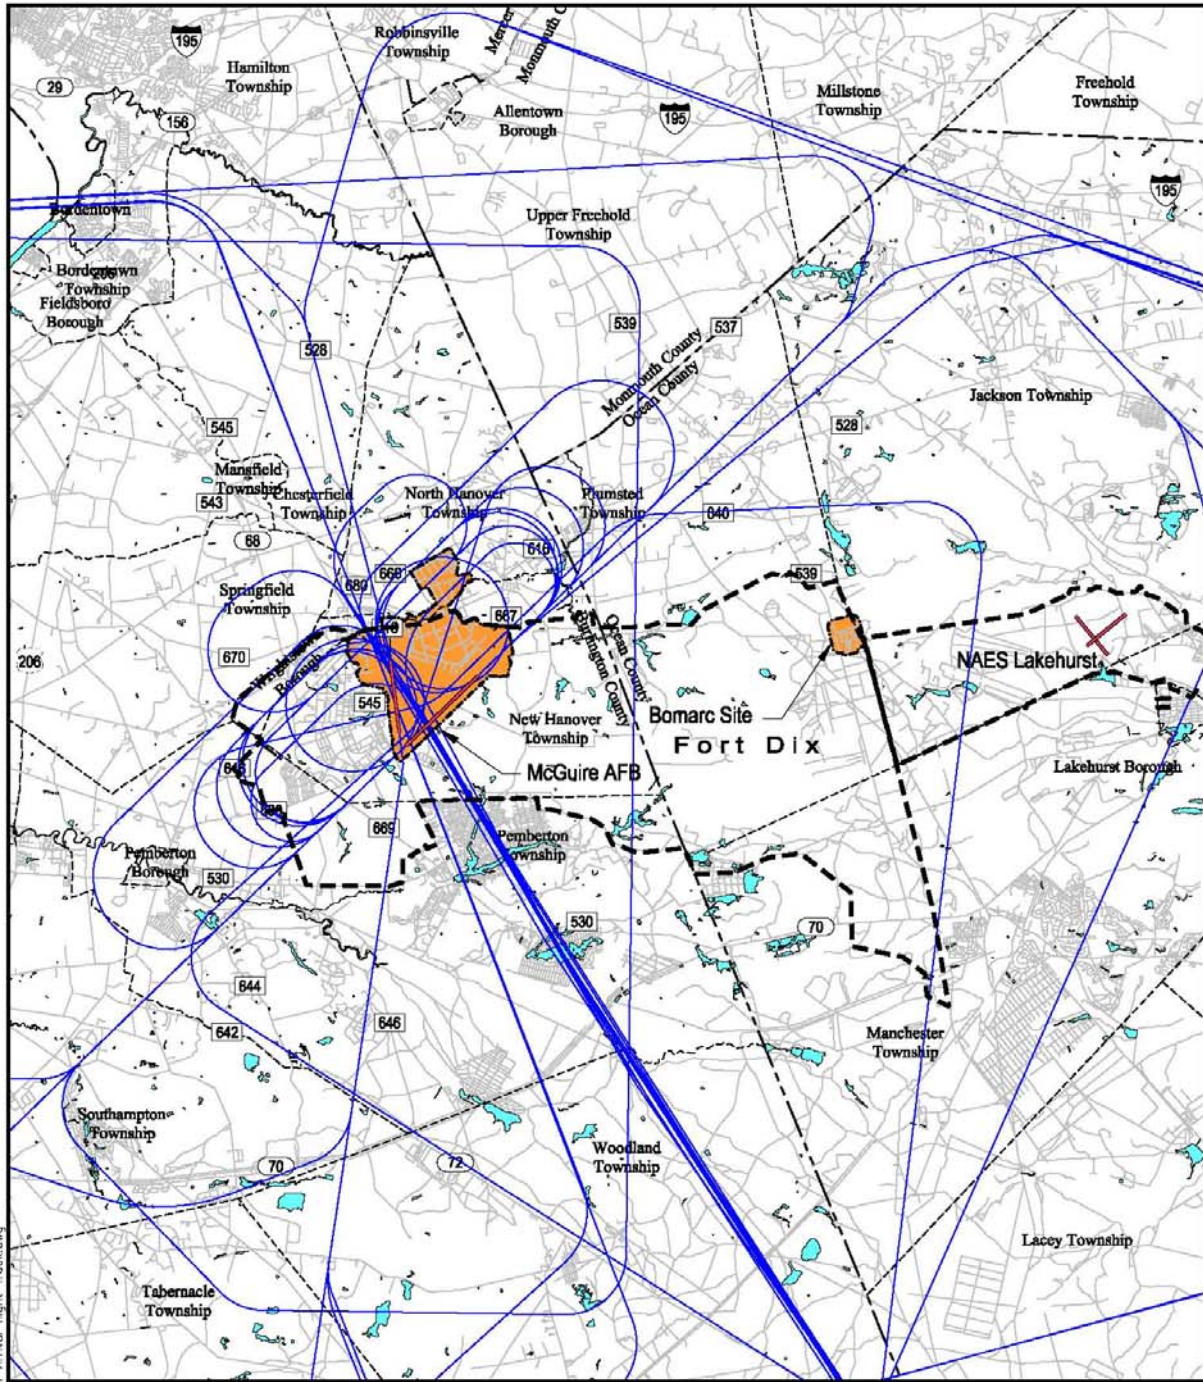 195
Robbinsville
Township
Mercer
Monmouth C
Hamilton
Township
29
156
Allentown
Borough
195
Millstone
Township
Freehold
Township
195
Bordentown
Upper Freehold
Township
Bordentown
Township
Fieldsboro
Borough
528
539
537
Monmouth County
Ocean County
Jackson Township
545
528
Mansfield
Township
543
Chesterfield
Township
North Hanover
Township
Plumsted
Township
640
68
616
539
Springfield
Township
680
668
667
670
206
Wrightstown
Borough
Ocean County
Burlington County
NAES Lakehurst
545
New Hanover
Township
Bomarc Site
Fort Dix
McGuire AFB
Lakehurst Borough
669
Pemberton
Township
Pemberton
Borough
530
530
70
644
642
646
Manchester
Township
Southampton
Township
70
72
Woodland
Township
Lacey Township
Tabernacle
Township